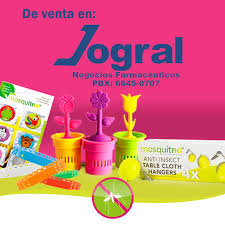 De venta en:
Jogral
Negocios Farmacéuticos
PBX: 6645-0707
mosquitno
mosquitno
ANTI INSECT
TABLE CLOTH
HANGERS
4x